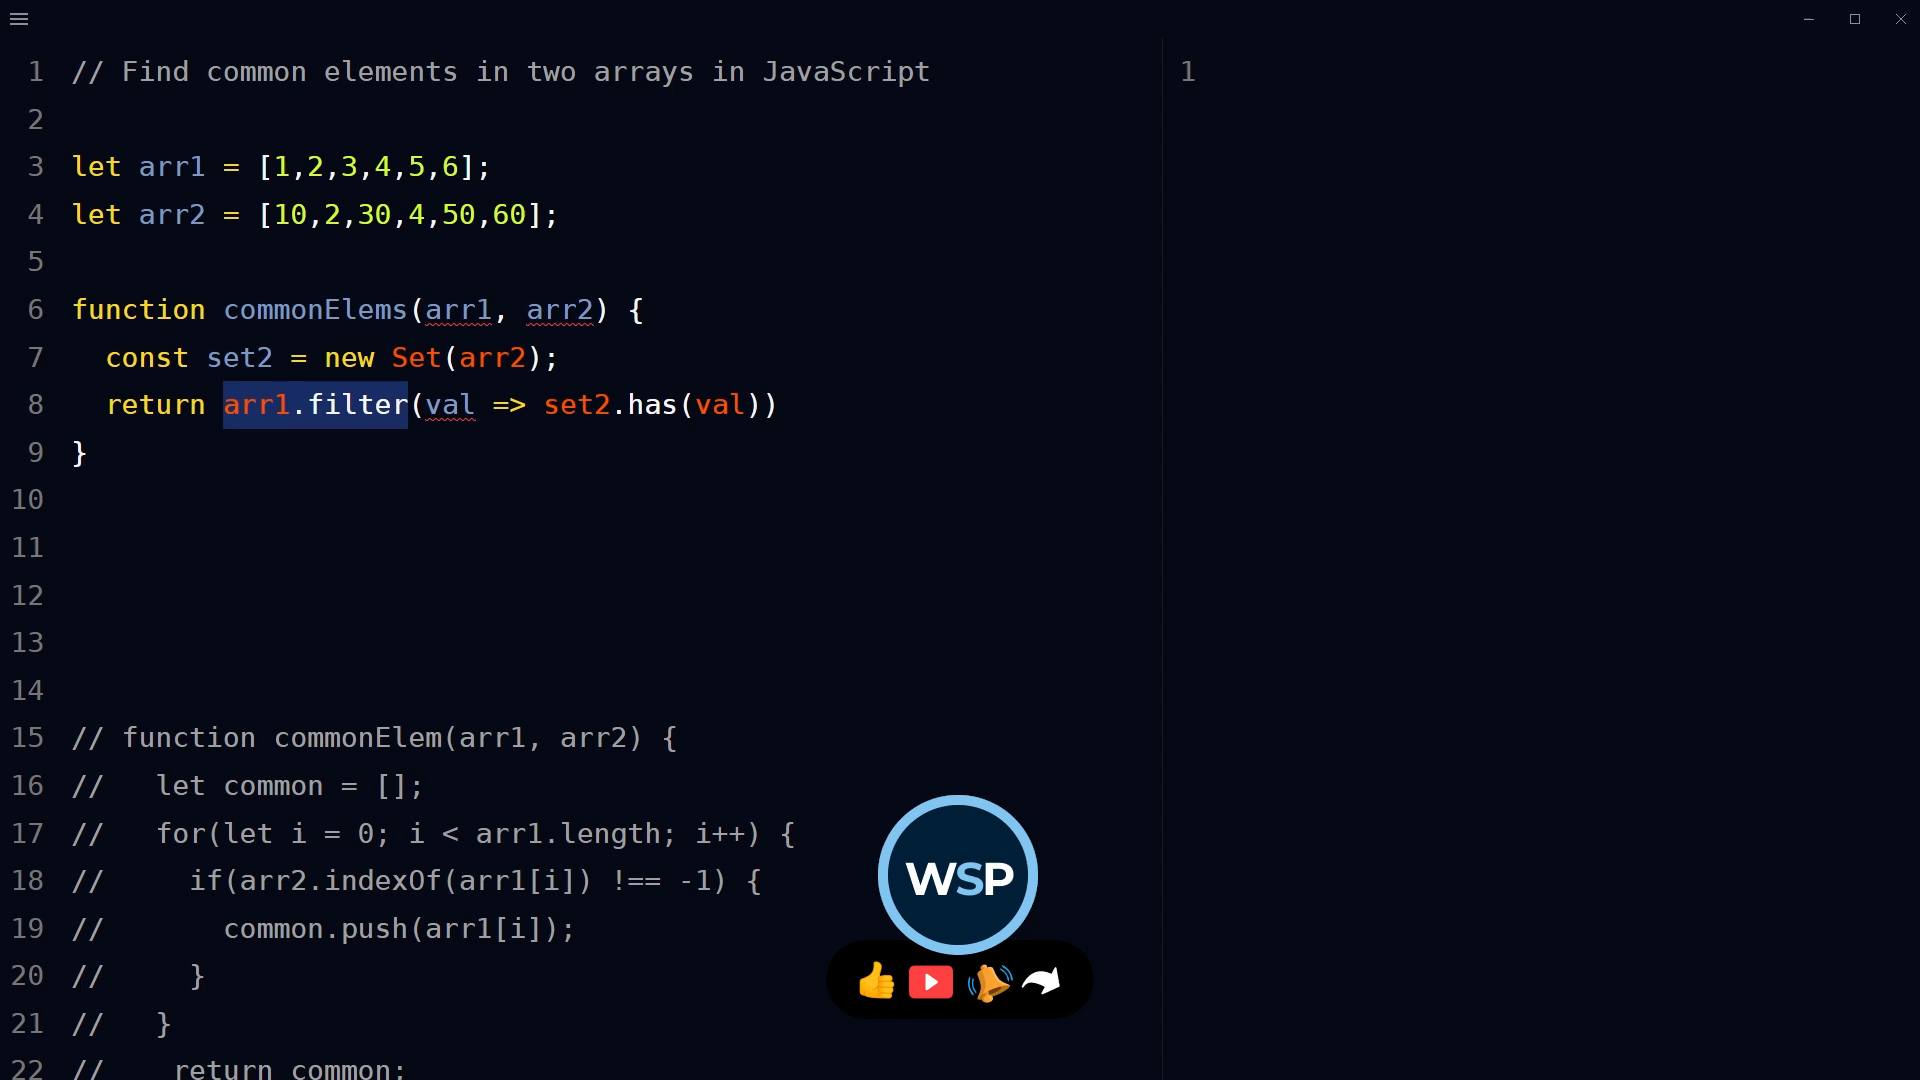 1 // Find common elements in two arrays in JavaScript
2
3 let arr1 = [1,2,3,4,5,6];
4 let arr2 = [10,2,30,4,50,60];
5
6 function commonElems(arr1, arr2) {
7   const set2 = new Set(arr2);
8   return arr1.filter(val => set2.has(val))
9 }
10
11
12
13
14
15 // function commonElem(arr1, arr2) {
16 //   let common = [];
17 //   for(let i = 0; i < arr1.length; i++) {
18 //     if(arr2.indexOf(arr1[i]) !== -1) {
19 //       common.push(arr1[i]);
20 //     }
21 //   }
22 //    return common;
1
WSP